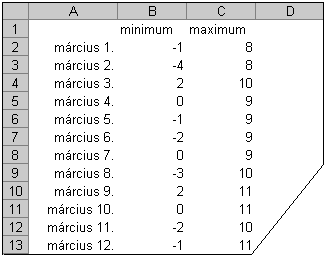 A B C D
1 minimum maximum
2 március 1. -1 8
3 március 2. -4 8
4 március 3. 2 10
5 március 4. 0 9
6 március 5. -1 9
7 március 6. -2 9
8 március 7. 0 9
9 március 8. -3 10
10 március 9. 2 11
11 március 10. 0 11
12 március 11. -2 10
13 március 12. -1 11